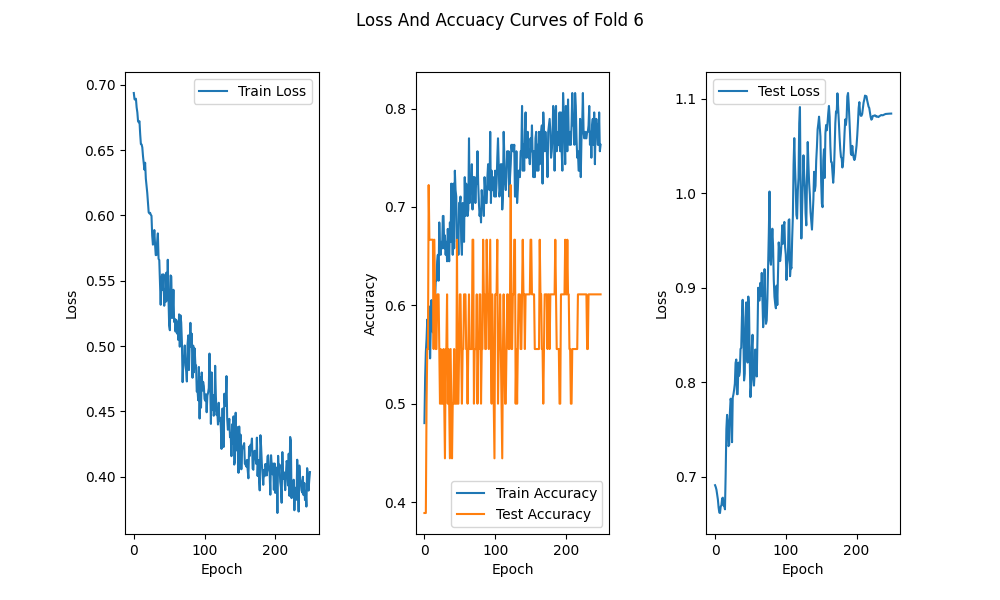 Loss And Accuacy Curves of Fold 6
0.70
0.65
0.60
0.55
0.50
0.45
0.40
Loss
0
100
200
Epoch
Train Loss
0.8
0.7
0.6
0.5
0.4
Accuracy
0
100
200
Epoch
Train Accuracy
Test Accuracy
1.1
1.0
0.9
0.8
0.7
Loss
0
100
200
Epoch
Test Loss